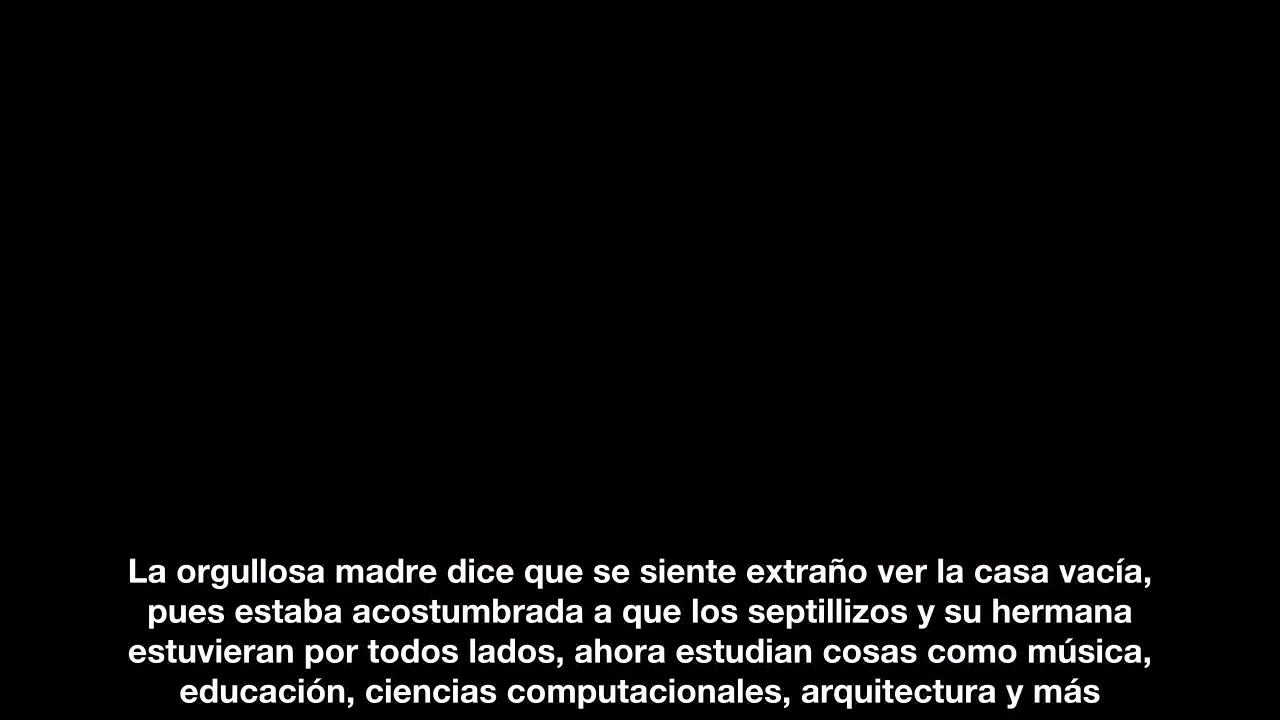 La orgullosa madre dice que se siente extraño ver la casa vacía,
pues estaba acostumbrada a que los septillizos y su hermana
estuvieran por todos lados, ahora estudian cosas como música,
educación, ciencias computacionales, arquitectura y más